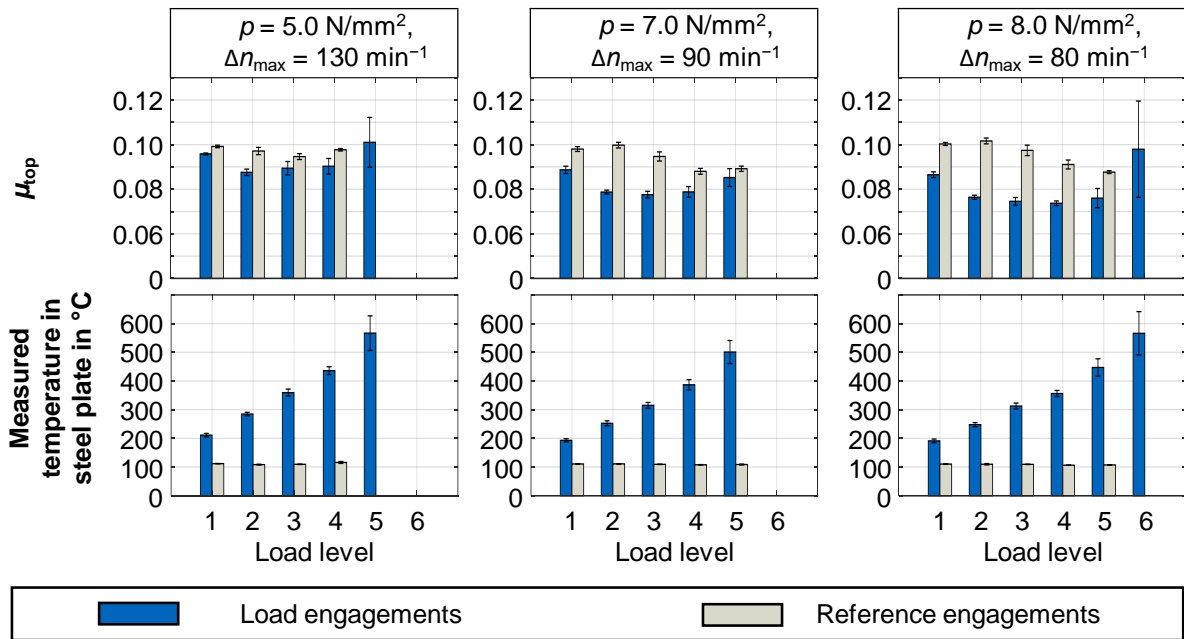 p = 5.0 N/mm²,
Δnmax = 130 min⁻¹
p = 7.0 N/mm²,
Δnmax = 90 min⁻¹
p = 8.0 N/mm²,
Δnmax = 80 min⁻¹
μtop
0.12
0.10
0.08
0.06
0
0.12
0.10
0.08
0.06
0
0.12
0.10
0.08
0.06
0
Measured
temperature in
steel plate in °C
600
500
400
300
200
100
0
600
500
400
300
200
100
0
600
500
400
300
200
100
0
1 2 3 4 5 6
Load level
1 2 3 4 5 6
Load level
1 2 3 4 5 6
Load level
Load engagements
Reference engagements